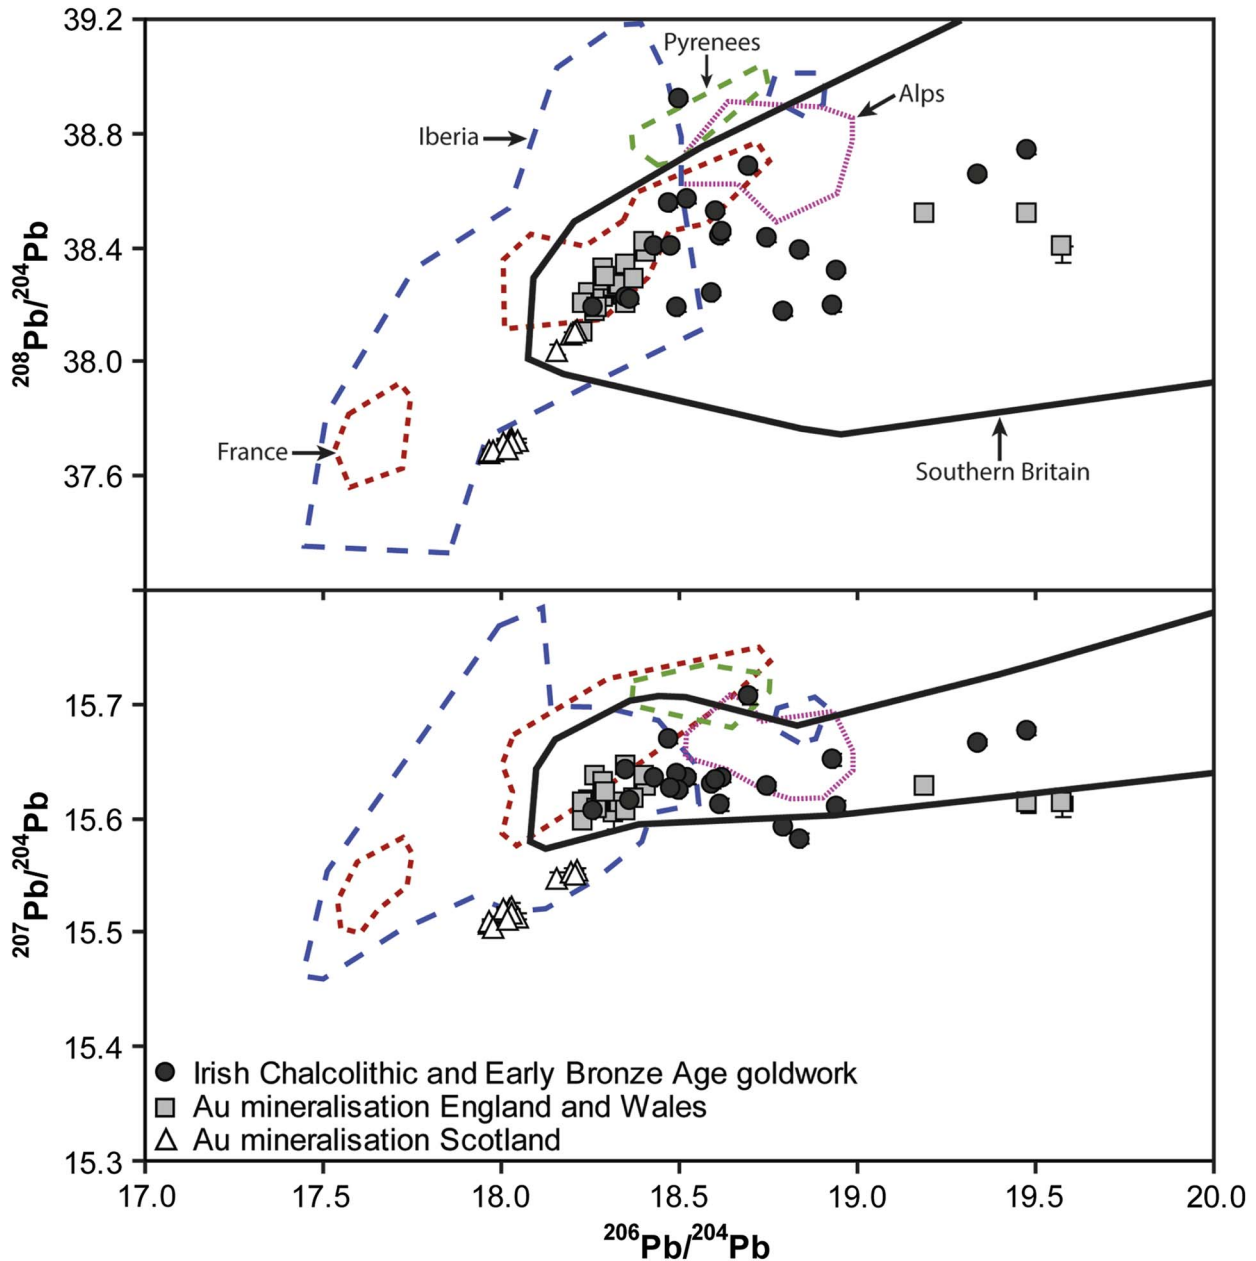 39.2
38.8
38.4
38.0
37.6
208Pb/204Pb
Pyrenees
Alps
Iberia
France
Southern Britain
15.7
15.6
15.5
15.4
15.3
207Pb/204Pb
Irish Chalcolithic and Early Bronze Age goldwork
Au mineralisation England and Wales
Au mineralisation Scotland
17.0 17.5 18.0 18.5 19.0 19.5 20.0
206Pb/204Pb